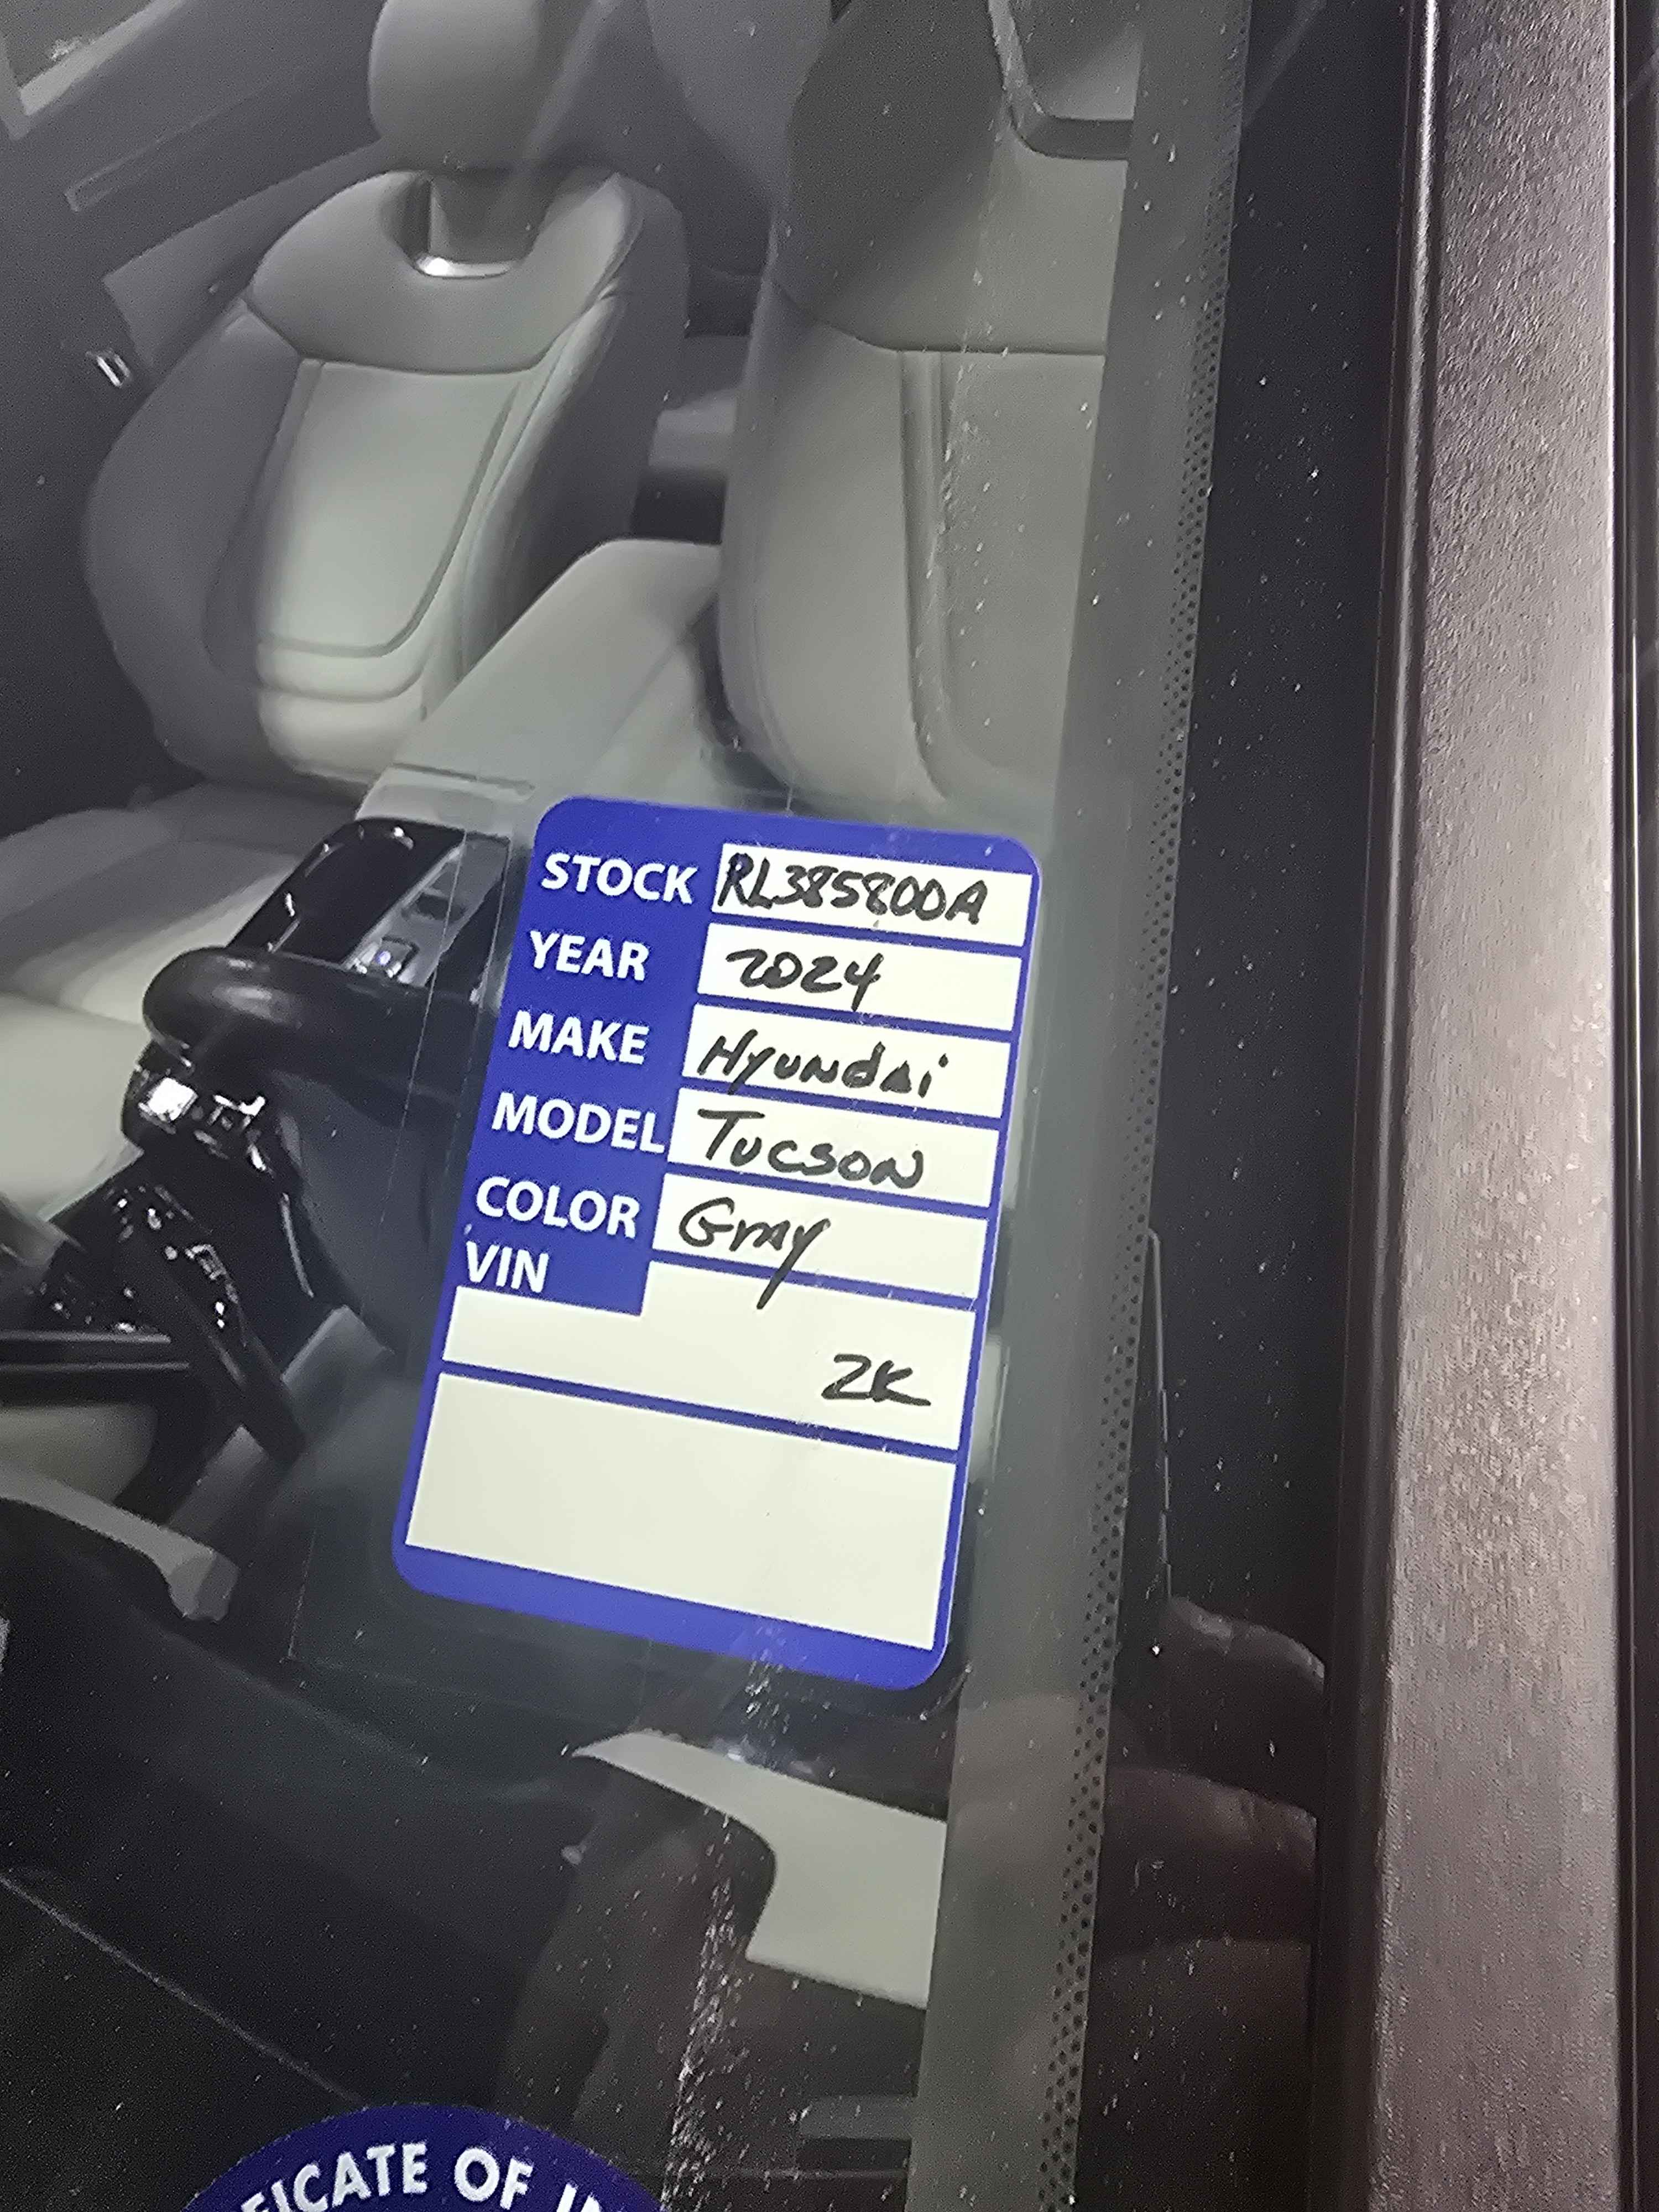 STOCK RL385800A
YEAR 2024
MAKE Hyundai
MODEL Tucson
COLOR Gray
VIN
2K
ICATE OF